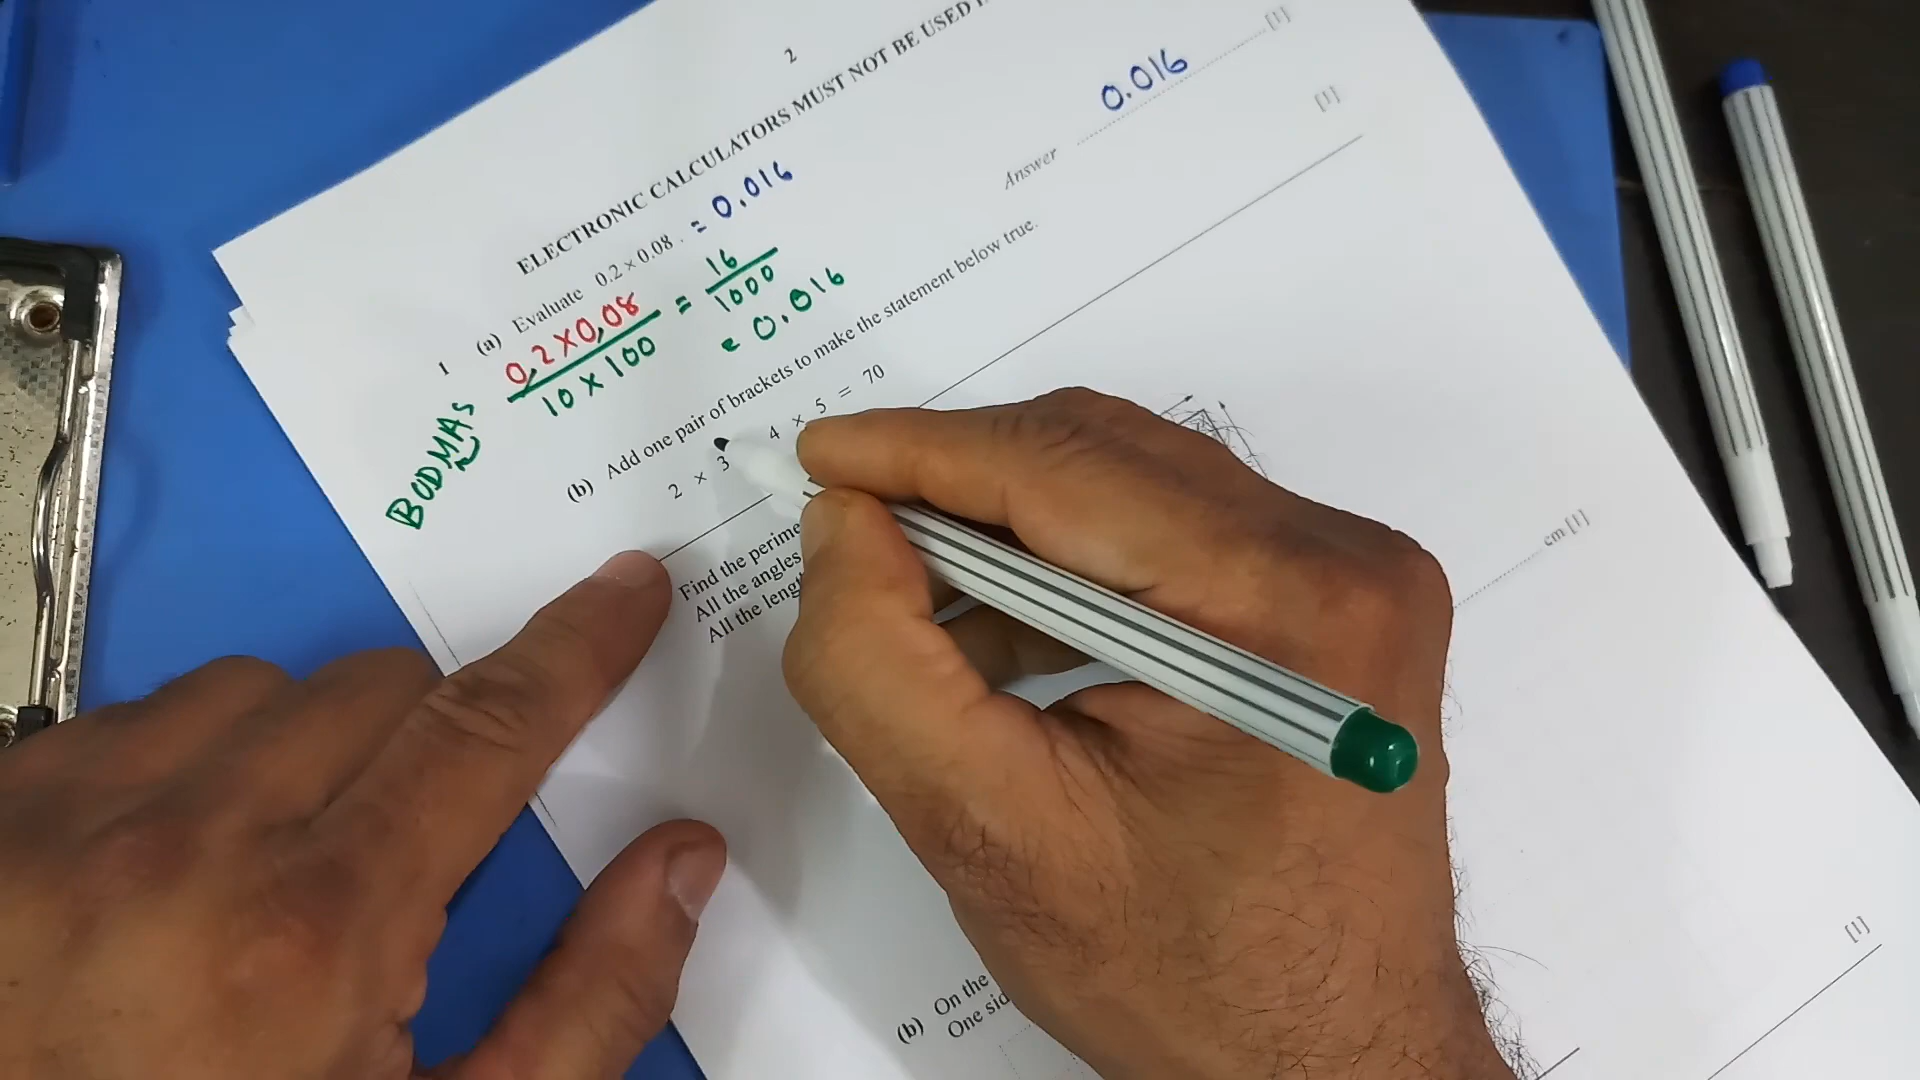 2
ELECTRONIC CALCULATORS MUST NOT BE USED
1 (a) Evaluate 0.2 × 0.08 . = 0.016
0.2 × 0.08
10 × 100
= 16
1000
= 0.016
Answer 0.016 [1]
BODMAS
(b) Add one pair of brackets to make the statement below true.
2 × 3 4 × 5 = 70
[1]
Find the
All the angles
All the
cm [1]
(b) On the
One
[1]